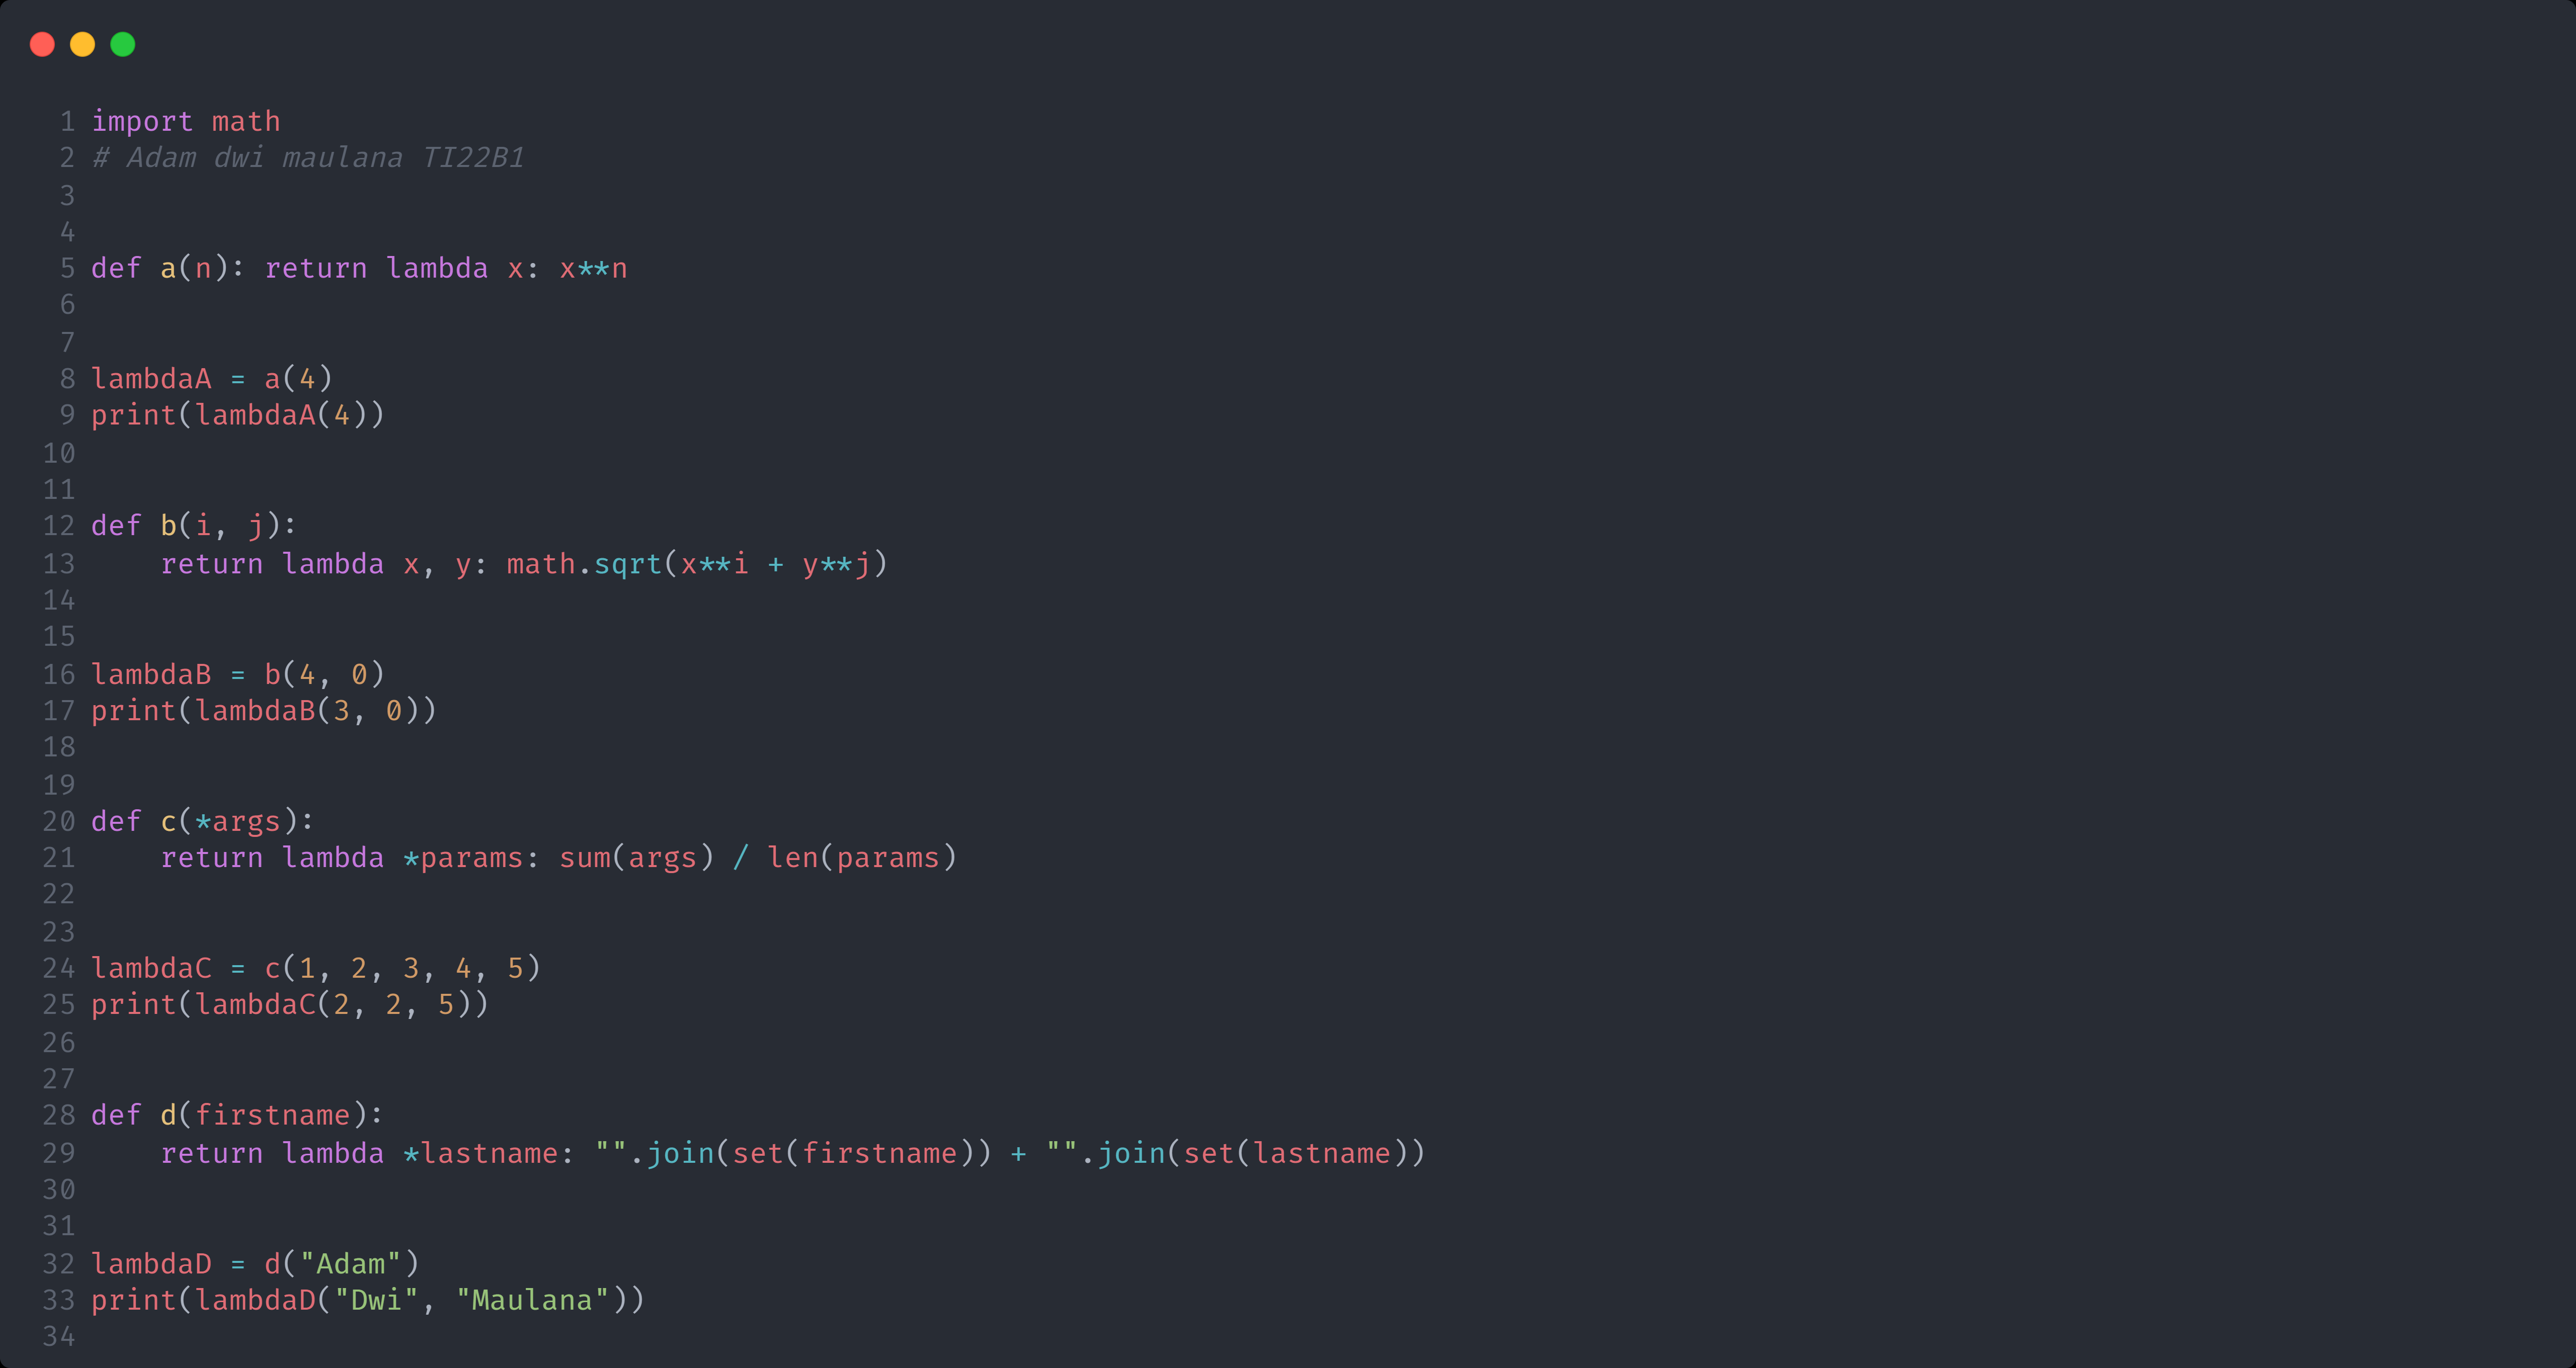 1 import math
2 # Adam dwi maulana TI22B1
3
4
5 def a(n): return lambda x: x**n
6
7
8 lambdaA = a(4)
9 print(lambdaA(4))
10
11
12 def b(i, j):
13     return lambda x, y: math.sqrt(x**i + y**j)
14
15
16 lambdaB = b(4, 0)
17 print(lambdaB(3, 0))
18
19
20 def c(*args):
21     return lambda *params: sum(args) / len(params)
22
23
24 lambdaC = c(1, 2, 3, 4, 5)
25 print(lambdaC(2, 2, 5))
26
27
28 def d(firstname):
29     return lambda *lastname: "".join(set(firstname)) + "".join(set(lastname))
30
31
32 lambdaD = d("Adam")
33 print(lambdaD("Dwi", "Maulana"))
34